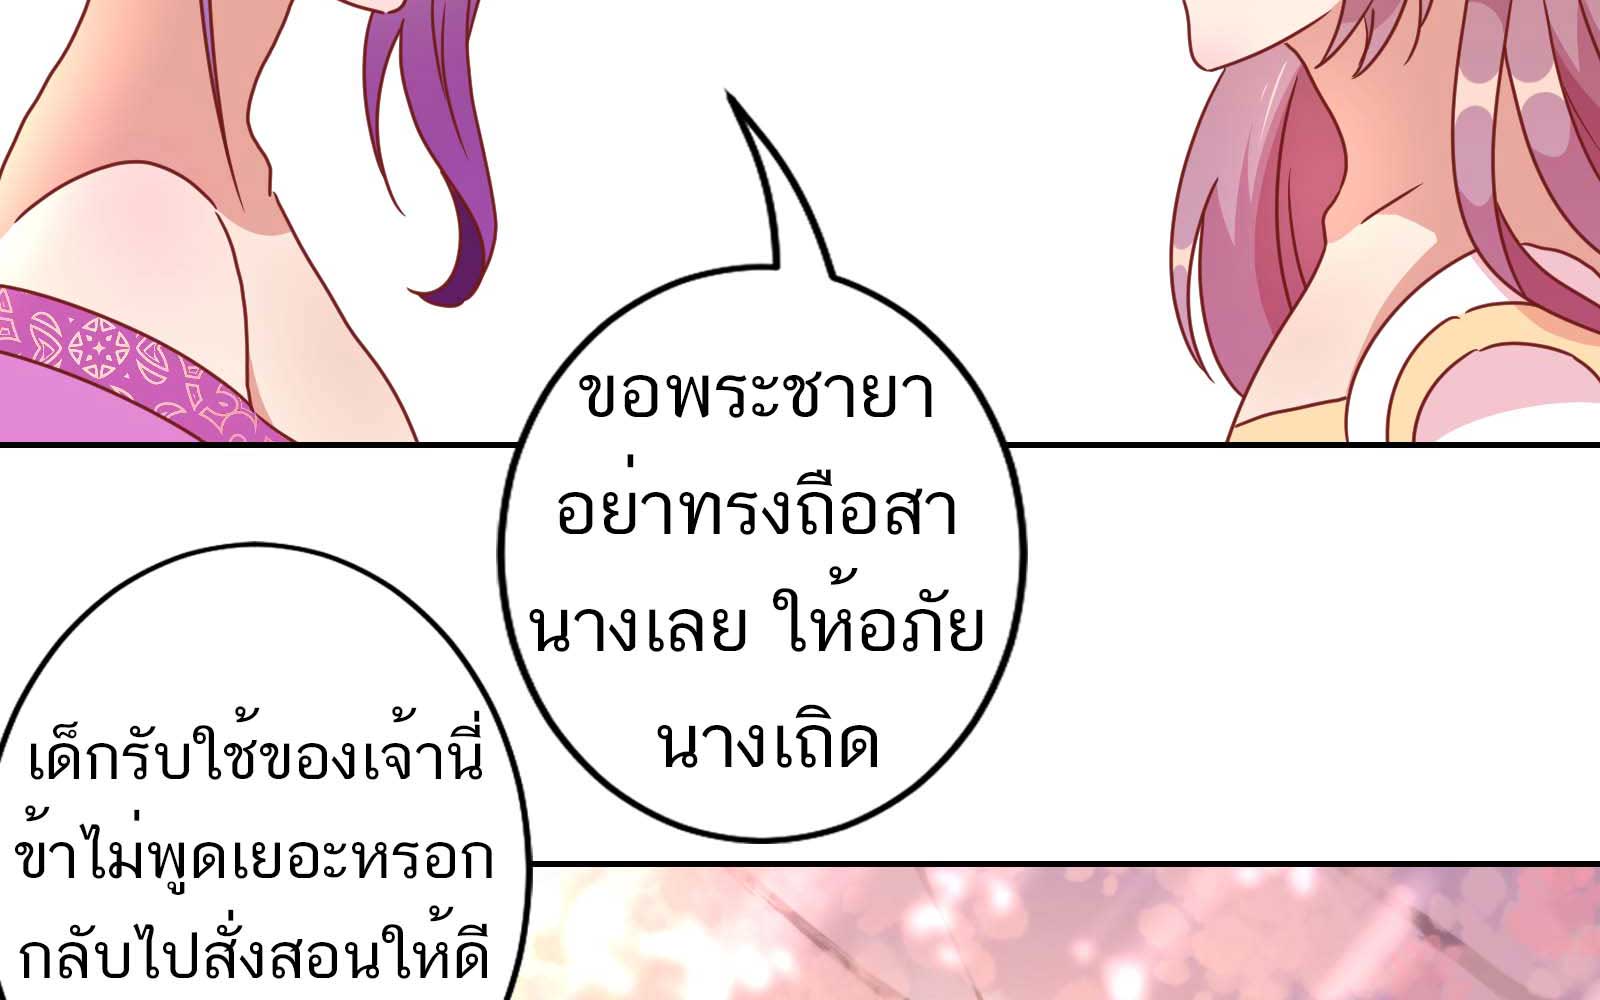 ขอพระชายา
อย่าทรงถือสา
นางเลย ให้อภัย
นางเถิด
เด็กรับใช้ของเจ้านี่
ข้าไม่พูดเยอะหรอก
กลับไปสั่งสอนให้ดี